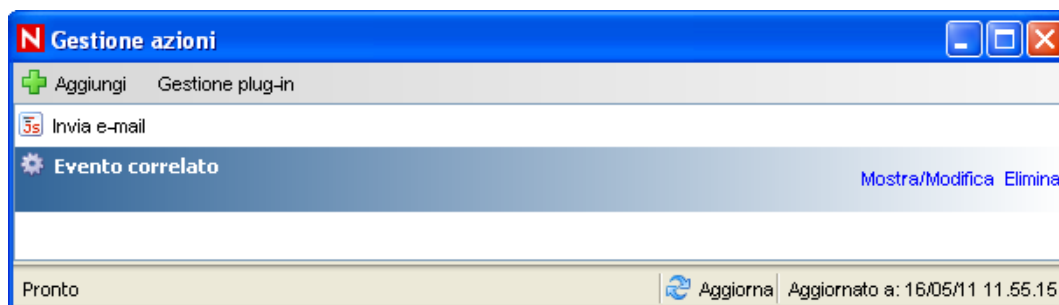 N Gestione azioni
Aggiungi Gestione plug-in
Js Invia e-mail
Evento correlato
Mostra/Modifica Elimina
Pronto Aggiorna Aggiornato a: 16/05/11 11.55.15